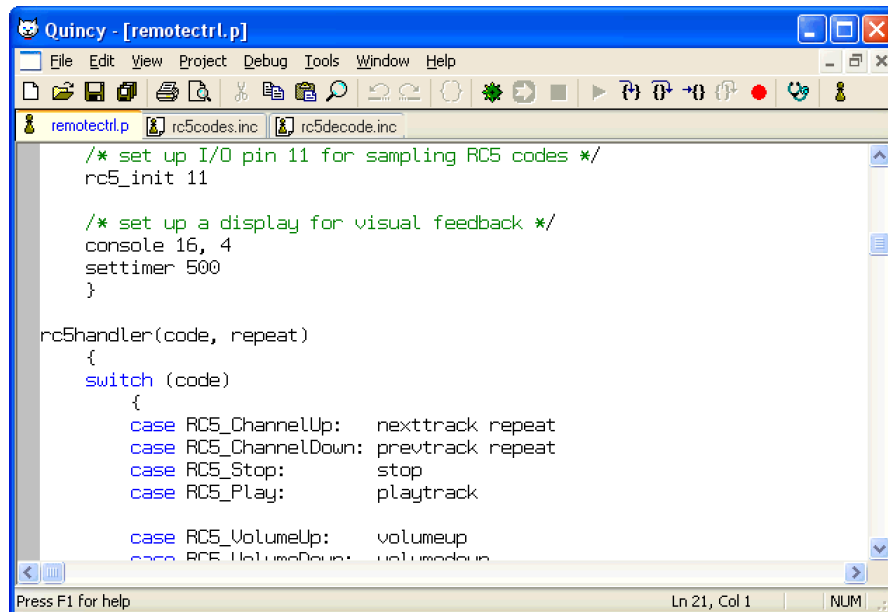 Quincy - [remotectrl.p]
File Edit View Project Debug Tools Window Help
remotectrl.p rc5codes.inc rc5decode.inc
/* set up I/O pin 11 for sampling RC5 codes */
rc5_init 11
/* set up a display for visual feedback */
console 16, 4
settimer 500
}
rc5handler(code, repeat)
{
switch (code)
{
case RC5_ChannelUp: nexttrack repeat
case RC5_ChannelDown: prevtrack repeat
case RC5_Stop: stop
case RC5_Play: playtrack
case RC5_VolumeUp: volumeup
case RC5_VolumeDown: volumedown
Press F1 for help Ln 21, Col 1 NUM